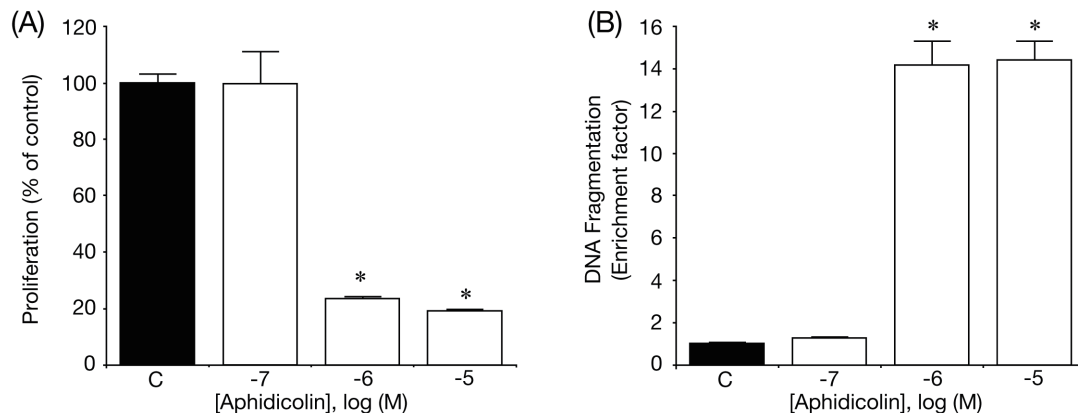 (A)
Proliferation (% of control)
120
100
80
60
40
20
0
*
*
C -7 -6 -5
[Aphidicolin], log (M)
(B)
DNA Fragmentation
(Enrichment factor)
16
14
12
10
8
6
4
2
0
*
*
C -7 -6 -5
[Aphidicolin], log (M)